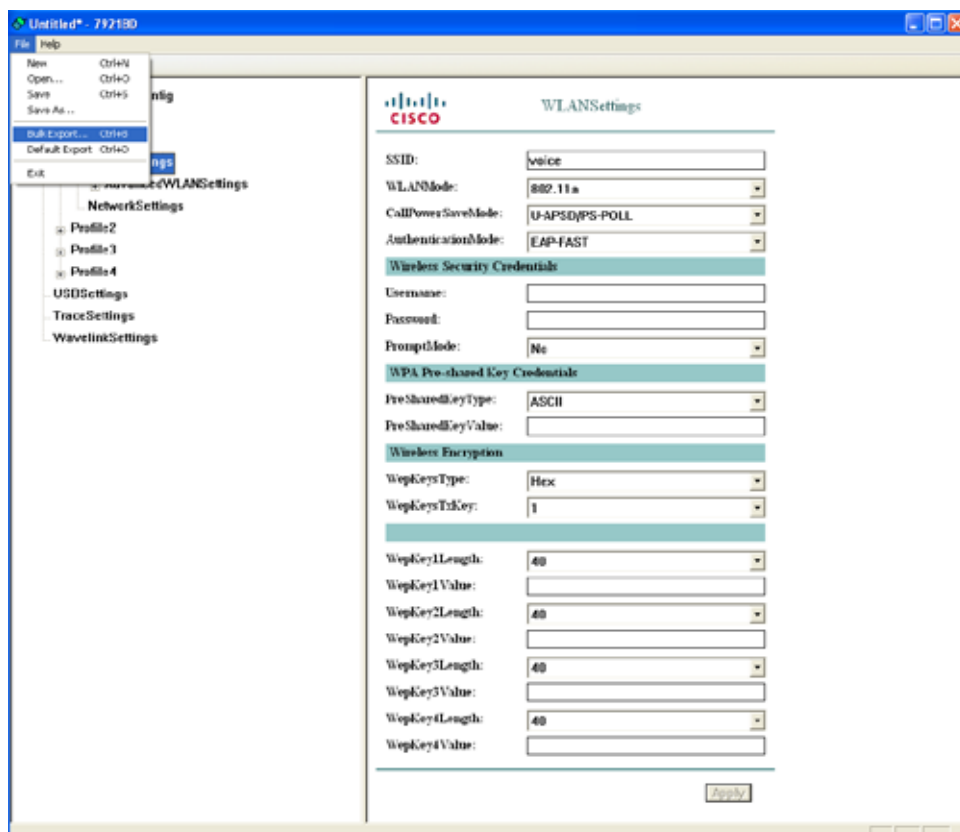 Untitled* - 7921BD
File Help
New Ctrl+N
Open... Ctrl+O
Save Ctrl+S
Save As...
Bulk Export... Ctrl+B
Default Export Ctrl+D
Exit
ntig
ngs
AdvancedWLANSettings
NetworkSettings
Profile2
Profile3
Profile4
USBSettings
TraceSettings
WavelinkSettings
CISCO
WLANSettings
SSID: voice
WLANMode: 802.11a
CallPowerSaveMode: U-APSD/PS-POLL
AuthenticationMode: EAP-FAST
Wireless Security Credentials
Username:
Password:
PromptMode: No
WPA Pre-shared Key Credentials
PreSharedKeyType: ASCII
PreSharedKeyValue:
Wireless Encryption
WepKeysType: Hex
WepKeysTxKey: 1
WepKey1Length: 40
WepKey1Value:
WepKey2Length: 40
WepKey2Value:
WepKey3Length: 40
WepKey3Value:
WepKey4Length: 40
WepKey4Value:
Apply